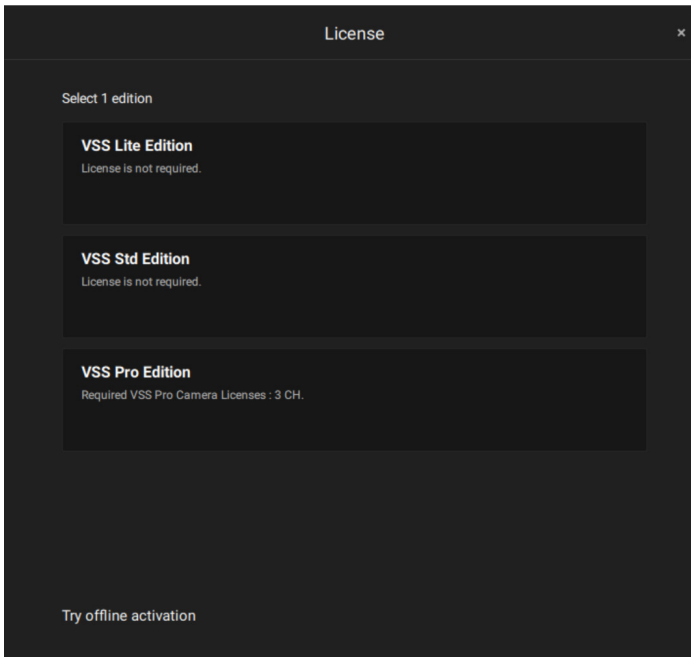 License
×
Select 1 edition
VSS Lite Edition
License is not required.
VSS Std Edition
License is not required.
VSS Pro Edition
Required VSS Pro Camera Licenses : 3 CH.
Try offline activation